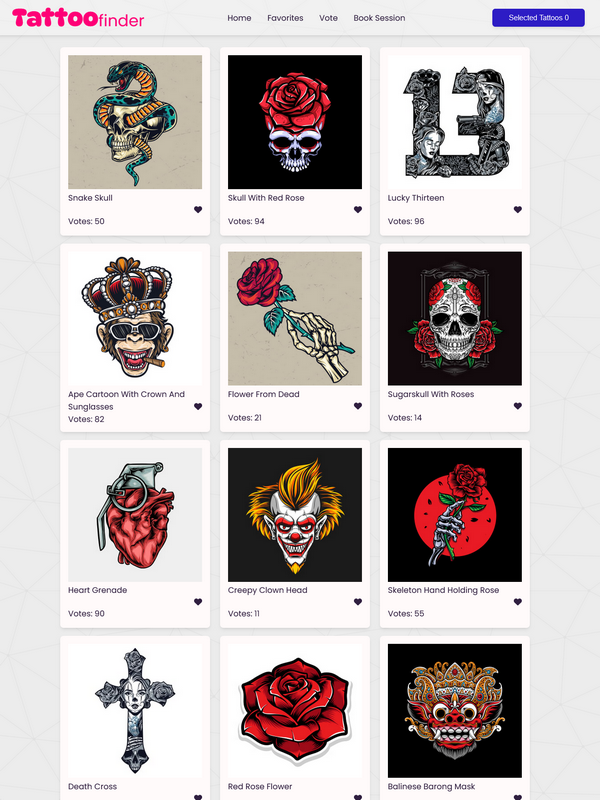 Tattoofinder
Home Favorites Vote Book Session
Selected Tattoos 0
Snake Skull
Votes: 50
Skull With Red Rose
Votes: 94
13
Lucky Thirteen
Votes: 96
Ape Cartoon With Crown And
Sunglasses
Votes: 82
Flower From Dead
Votes: 21
Sugarskull With Roses
Votes: 14
Heart Grenade
Votes: 90
Creepy Clown Head
Votes: 11
Skeleton Hand Holding Rose
Votes: 55
Death Cross
Red Rose Flower
Balinese Barong Mask